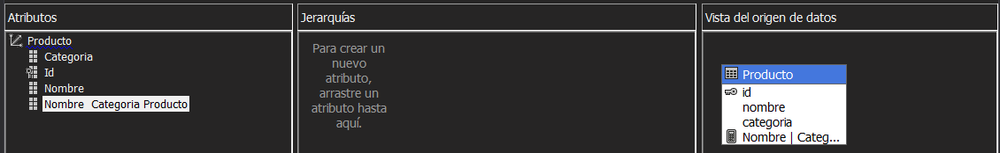 Atributos
Producto
Categoria
Id
Nombre
Nombre Categoria Producto
Jerarquías
Para crear un
nuevo
atributo,
arrastre un
atributo hasta
aquí.
Vista del origen de datos
Producto
id
nombre
categoria
Nombre | Categ...